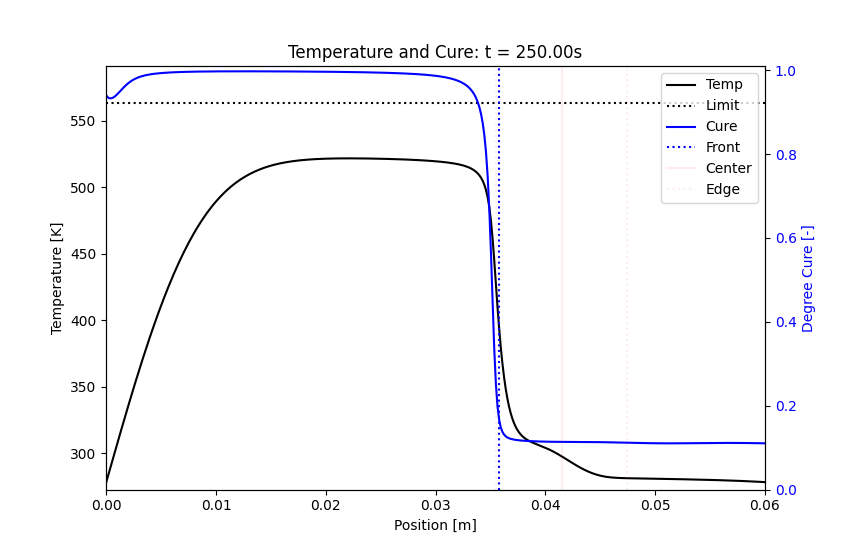 Temperature and Cure: t = 250.00s
Temp
Limit
Cure
Front
Center
Edge
Temperature [K]
550
500
450
400
350
300
1.0
0.8
0.6
0.4
0.2
0.0
Degree Cure [-]
0.00 0.01 0.02 0.03 0.04 0.05 0.06
Position [m]